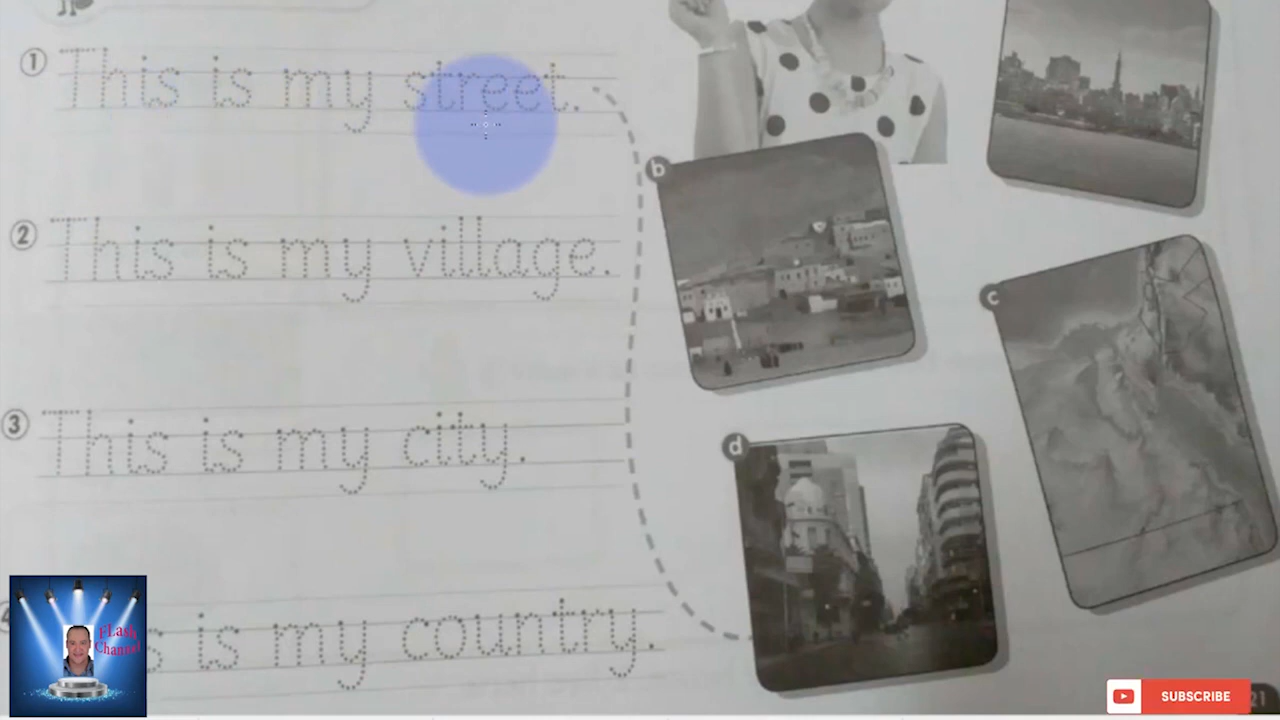 1 This is my street.
2 This is my village.
3 This is my city.
is my country.
b
c
d
FLash
Channel
SUBSCRIBE
21